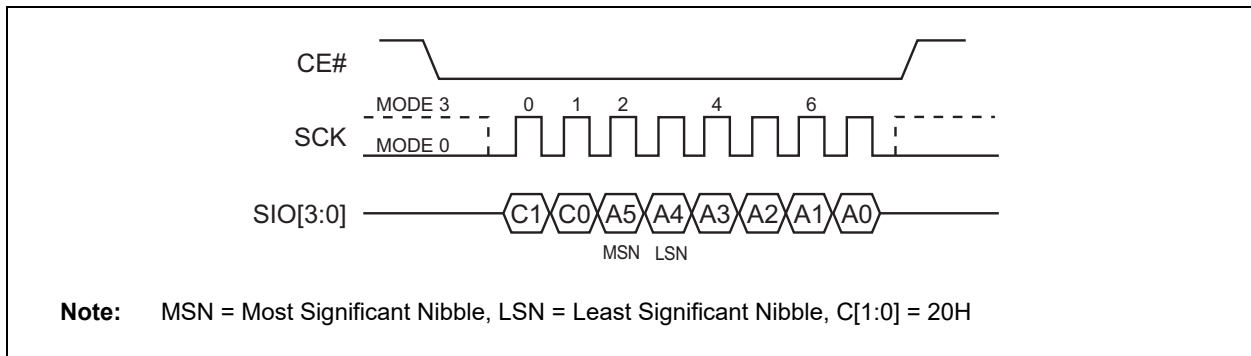 CE#
MODE 3 0 1 2 4 6
SCK
MODE 0
SIO[3:0] C1 C0 A5 A4 A3 A2 A1 A0
MSN LSN
Note: MSN = Most Significant Nibble, LSN = Least Significant Nibble, C[1:0] = 20H